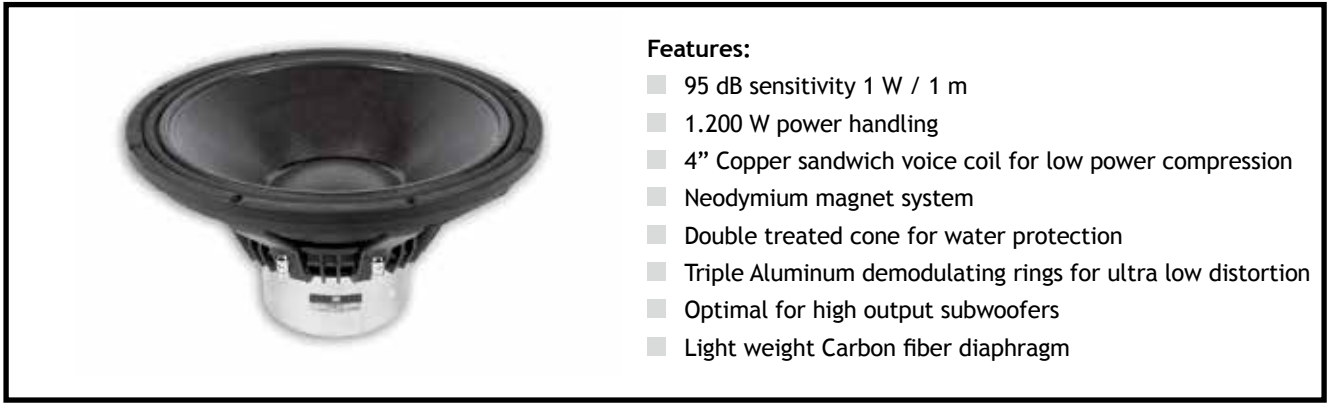 Features:
95 dB sensitivity 1 W / 1 m
1.200 W power handling
4” Copper sandwich voice coil for low power compression
Neodymium magnet system
Double treated cone for water protection
Triple Aluminum demodulating rings for ultra low distortion
Optimal for high output subwoofers
Light weight Carbon fiber diaphragm